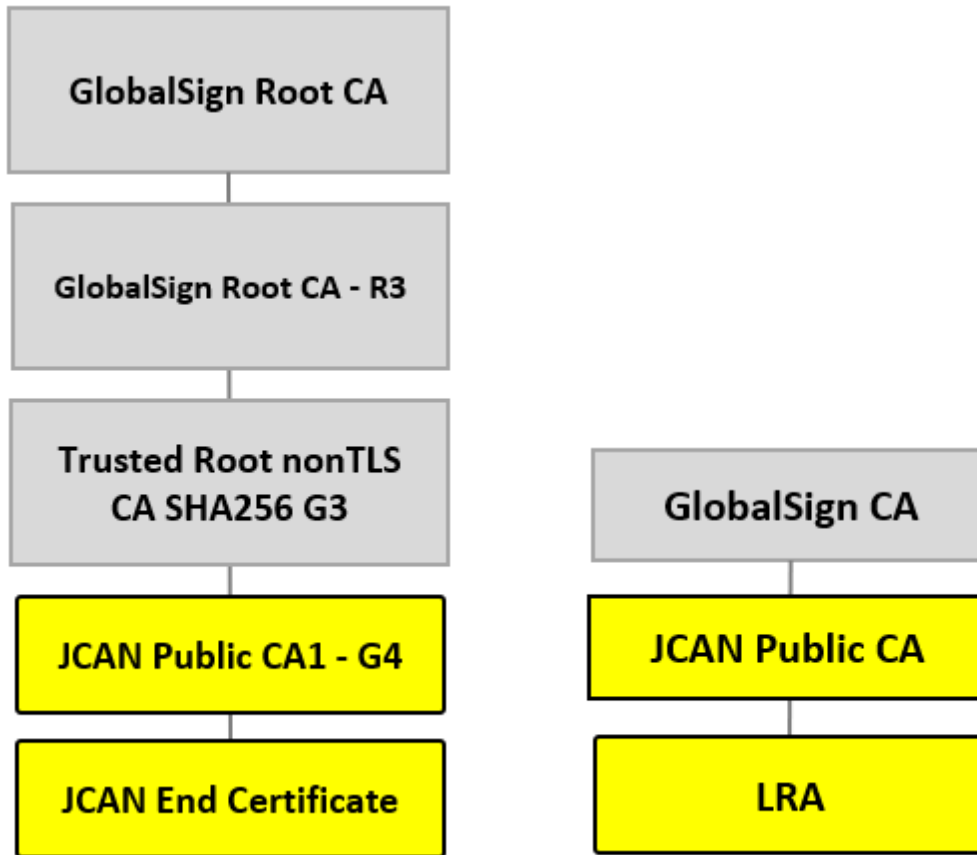 GlobalSign Root CA
GlobalSign Root CA - R3
Trusted Root nonTLS
CA SHA256 G3
JCAN Public CA1 - G4
JCAN End Certificate
GlobalSign CA
JCAN Public CA
LRA